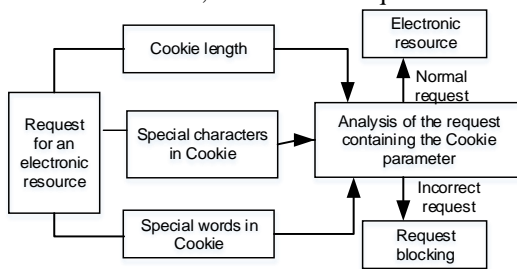 Electronic
resource
Cookie length
Normal
request
Request
for an
electronic
resource
Special characters
in Cookie
Analysis of the request
containing the Cookie
parameter
Incorrect
request
Special words in
Cookie
Request
blocking